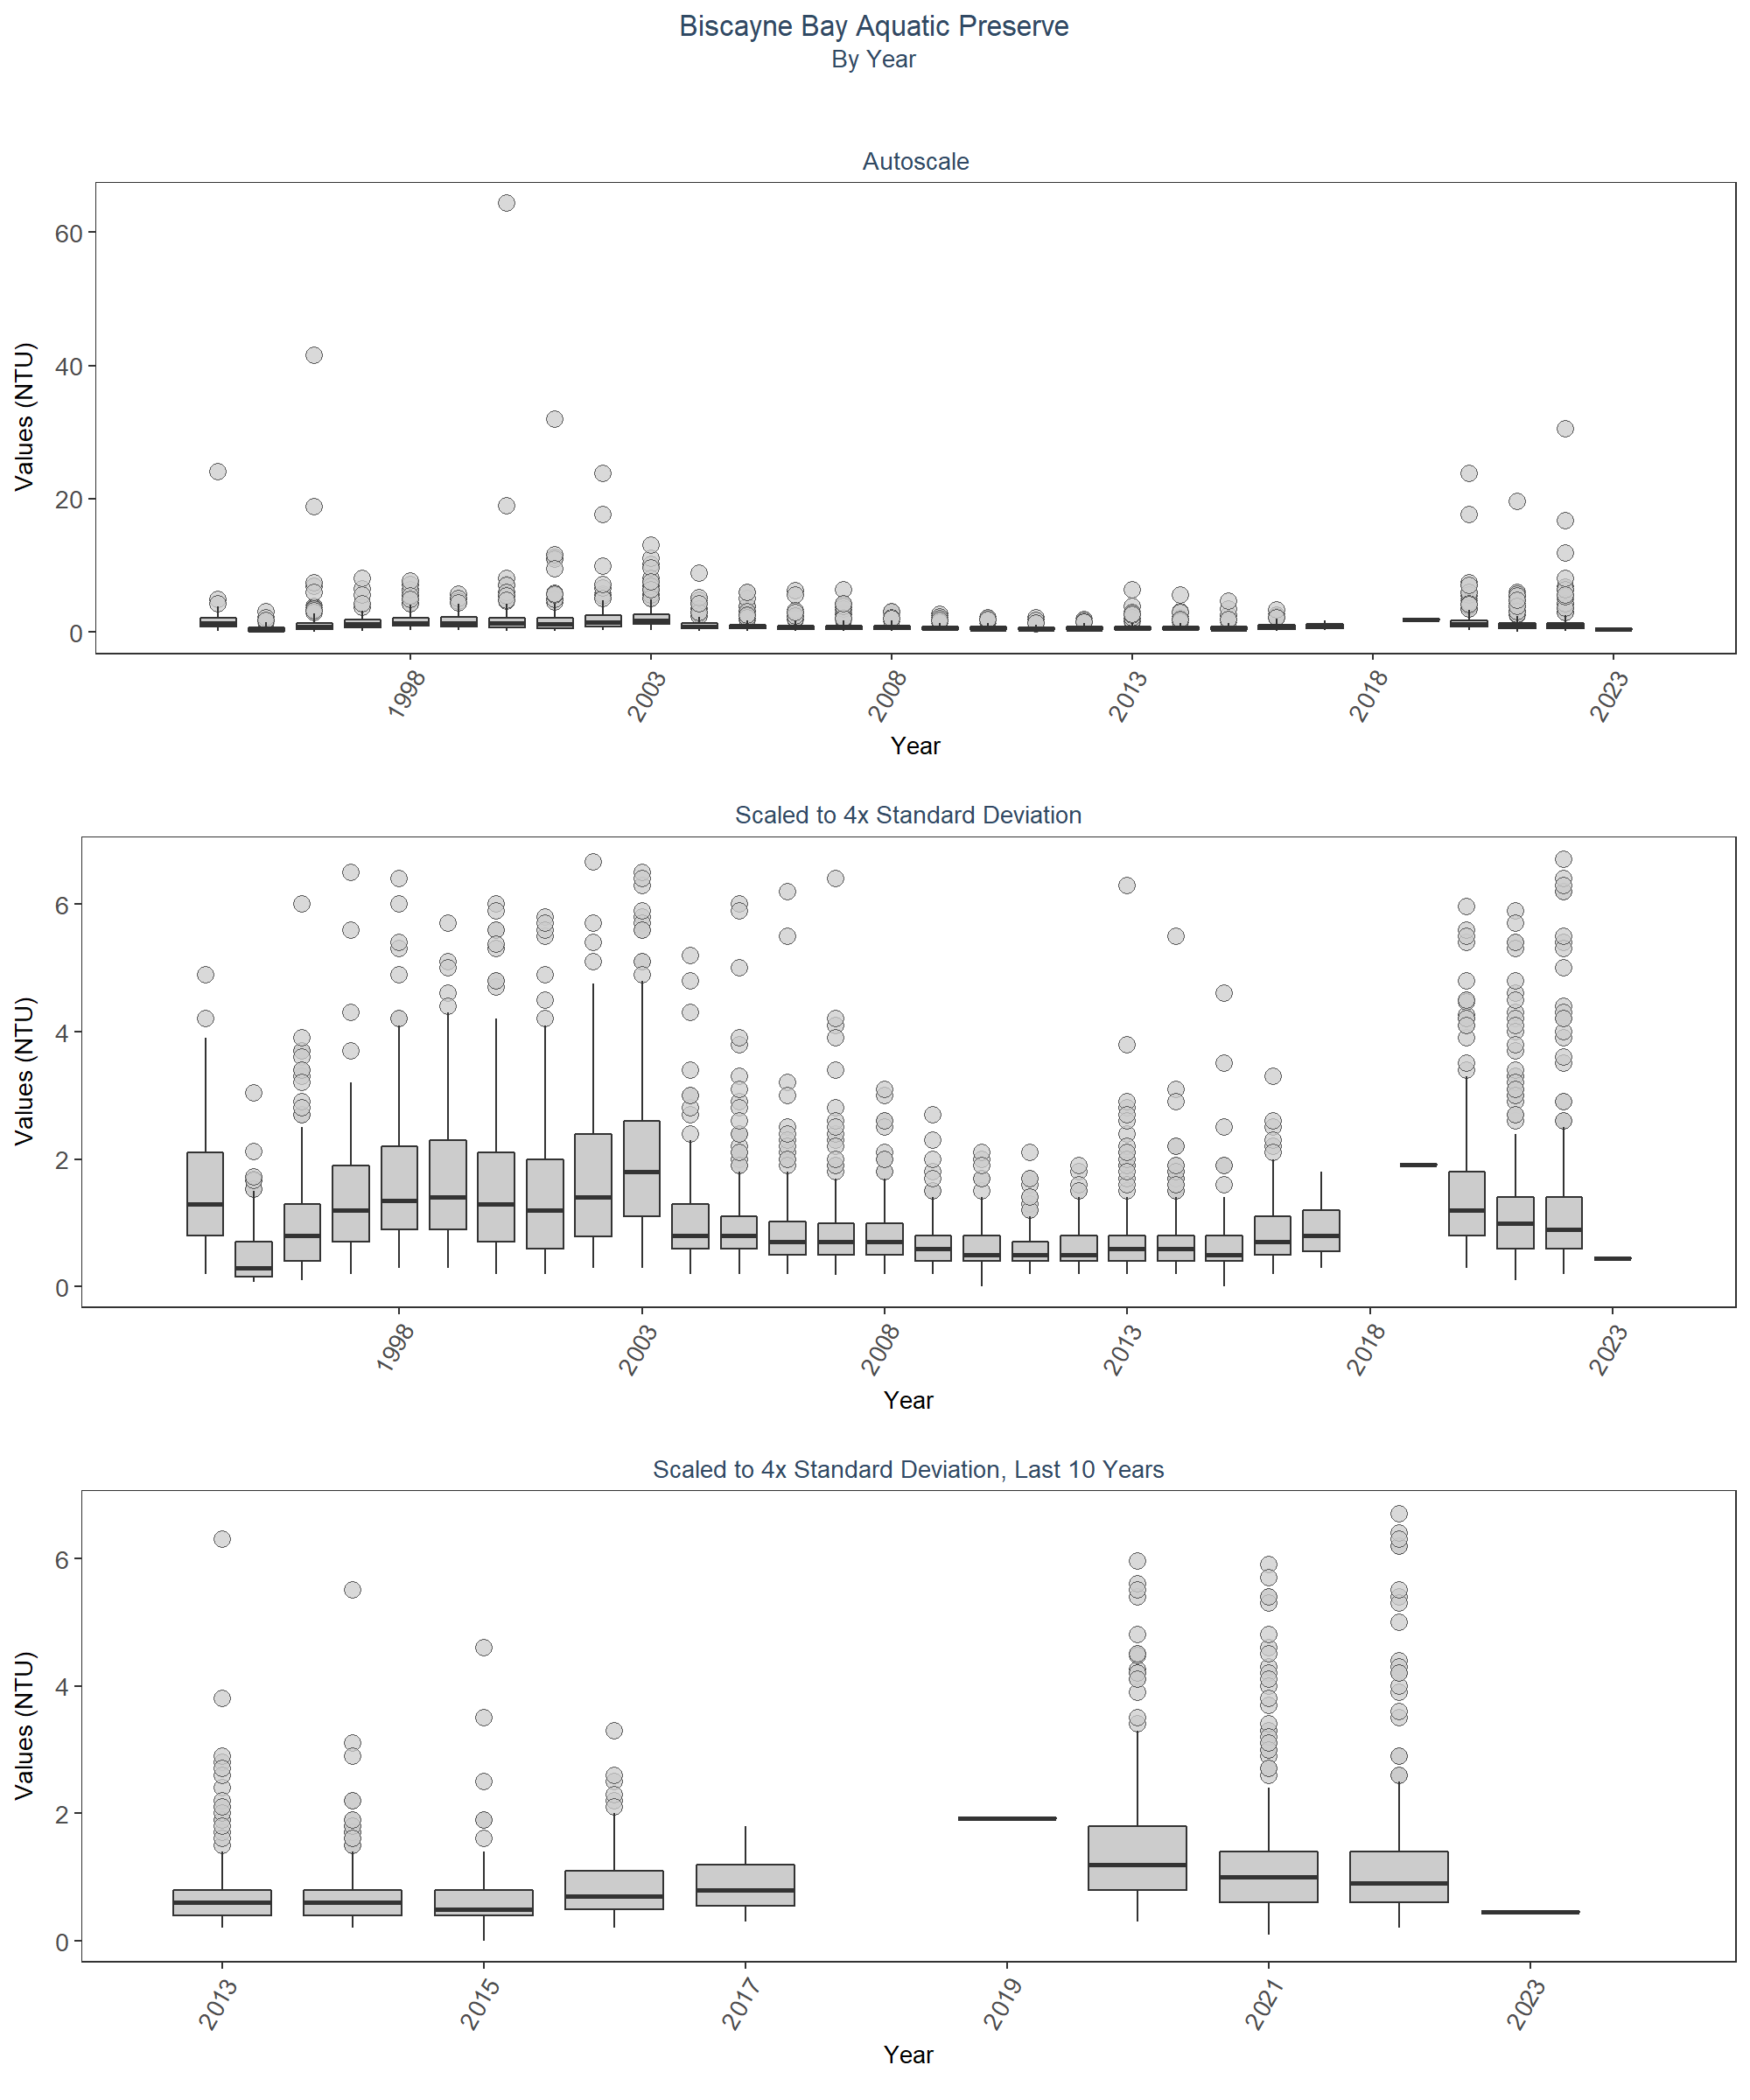 Biscayne Bay Aquatic Preserve
By Year
Autoscale
Values (NTU)
60
40
20
0
1998 2003 2008 2013 2018 2023
Year
Scaled to 4x Standard Deviation
Values (NTU)
6
4
2
0
1998 2003 2008 2013 2018 2023
Year
Scaled to 4x Standard Deviation, Last 10 Years
Values (NTU)
6
4
2
0
2013 2015 2017 2019 2021 2023
Year